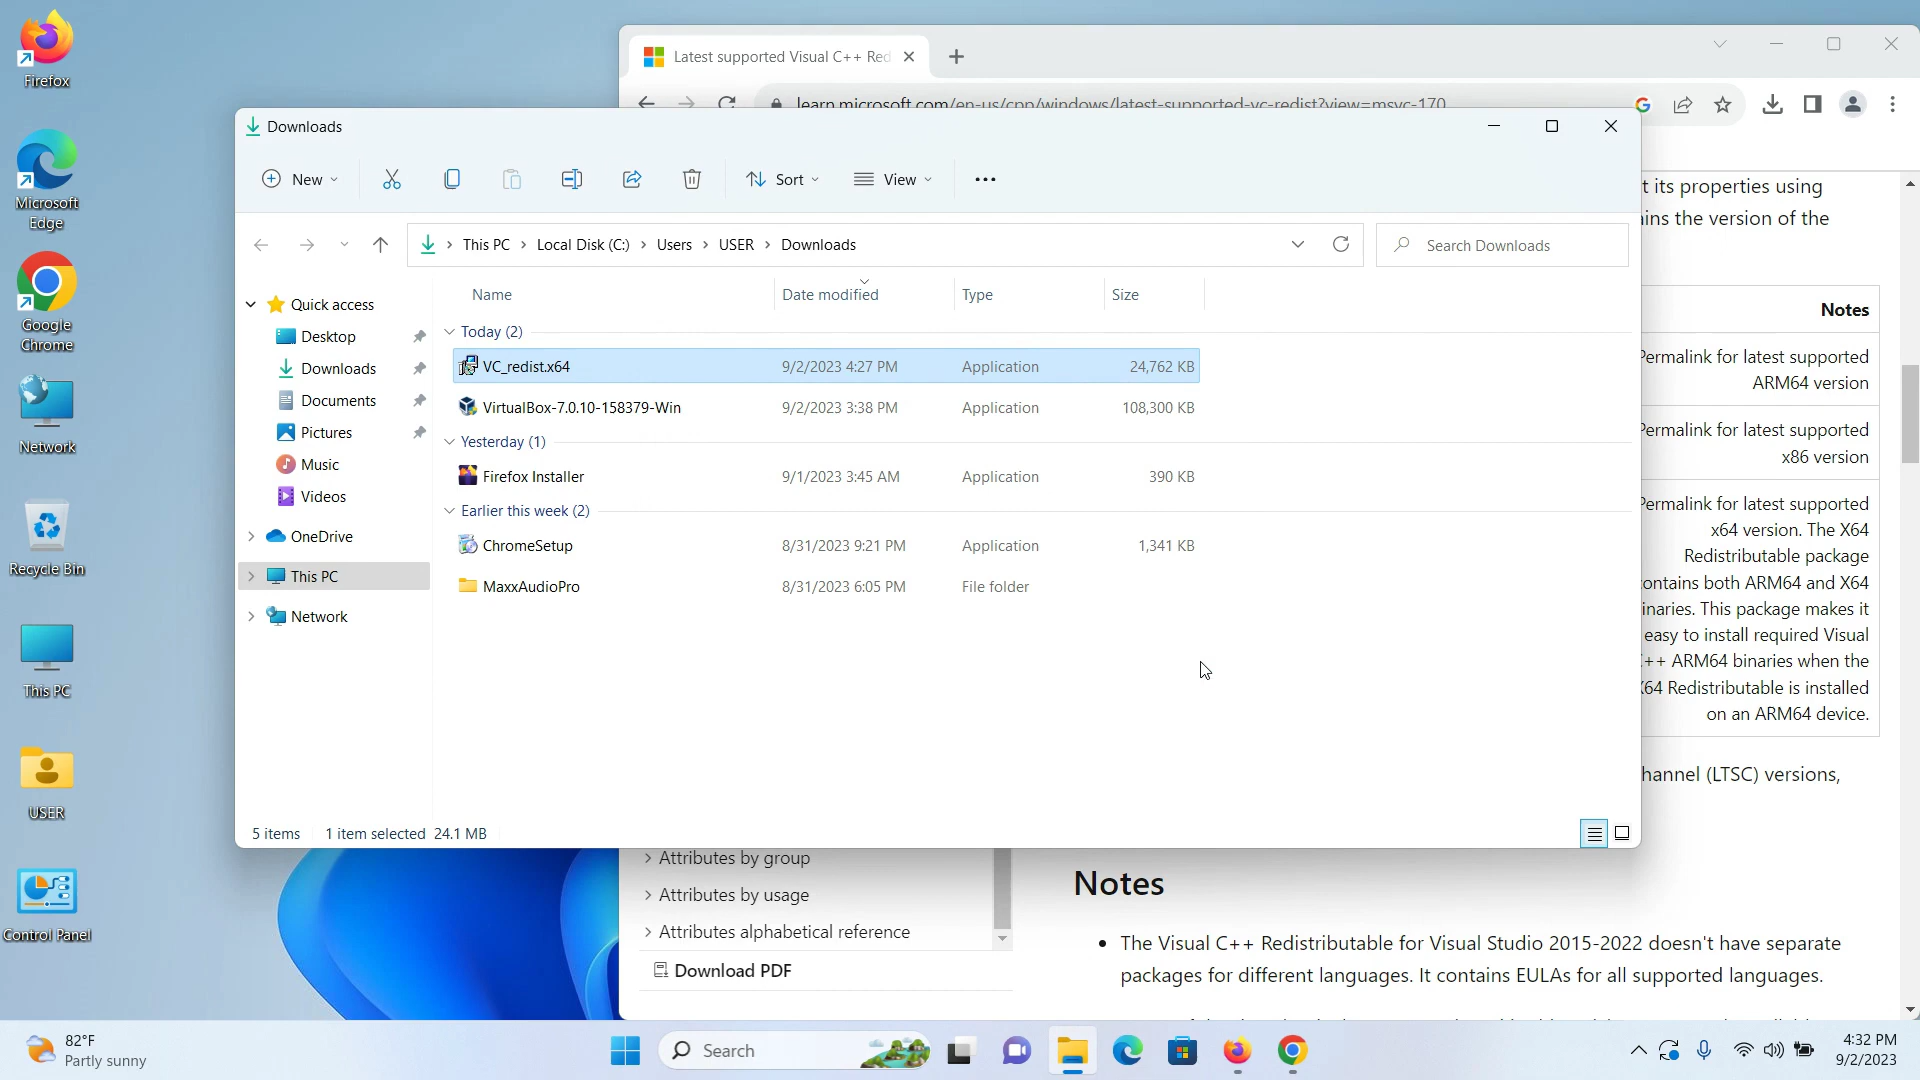 Firefox
Microsoft
Edge
Google
Chrome
Network
Recycle Bin
This PC
USER
Control Panel
Latest supported Visual C++ Red
learn.microsoft.com/en-us/cpp/windows/latest-supported-vc-redist?view=msvc-170
Downloads
New
Sort
View
This PC > Local Disk (C:) > Users > USER > Downloads
Search Downloads
Quick access
Desktop
Downloads
Documents
Pictures
Music
Videos
OneDrive
This PC
Network
Name Date modified Type Size
Today (2)
VC_redist.x64 9/2/2023 4:27 PM Application 24,762 KB
VirtualBox-7.0.10-158379-Win 9/2/2023 3:38 PM Application 108,300 KB
Yesterday (1)
Firefox Installer 9/1/2023 3:45 AM Application 390 KB
Earlier this week (2)
ChromeSetup 8/31/2023 9:21 PM Application 1,341 KB
MaxxAudioPro 8/31/2023 6:05 PM File folder
5 items 1 item selected 24.1 MB
t its properties using
ins the version of the
Notes
Permalink for latest supported
ARM64 version
Permalink for latest supported
x86 version
Permalink for latest supported
x64 version. The X64
Redistributable package
contains both ARM64 and X64
inaries. This package makes it
easy to install required Visual
C++ ARM64 binaries when the
X64 Redistributable is installed
on an ARM64 device.
hannel (LTSC) versions,
Attributes by group
Attributes by usage
Attributes alphabetical reference
Download PDF
Notes
• The Visual C++ Redistributable for Visual Studio 2015-2022 doesn't have separate
packages for different languages. It contains EULAs for all supported languages.
82°F
Partly sunny
Search
4:32 PM
9/2/2023